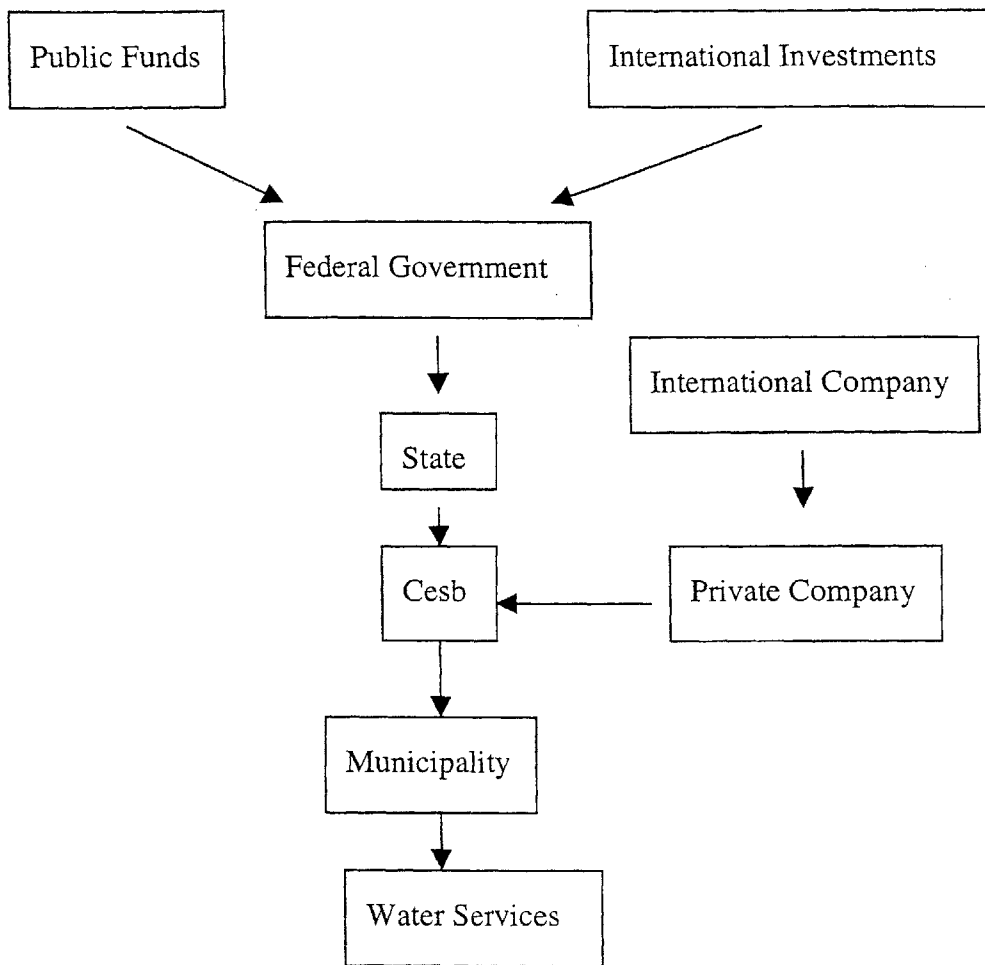 Public Funds
International Investments
Federal Government
International Company
State
Cesb
Private Company
Municipality
Water Services